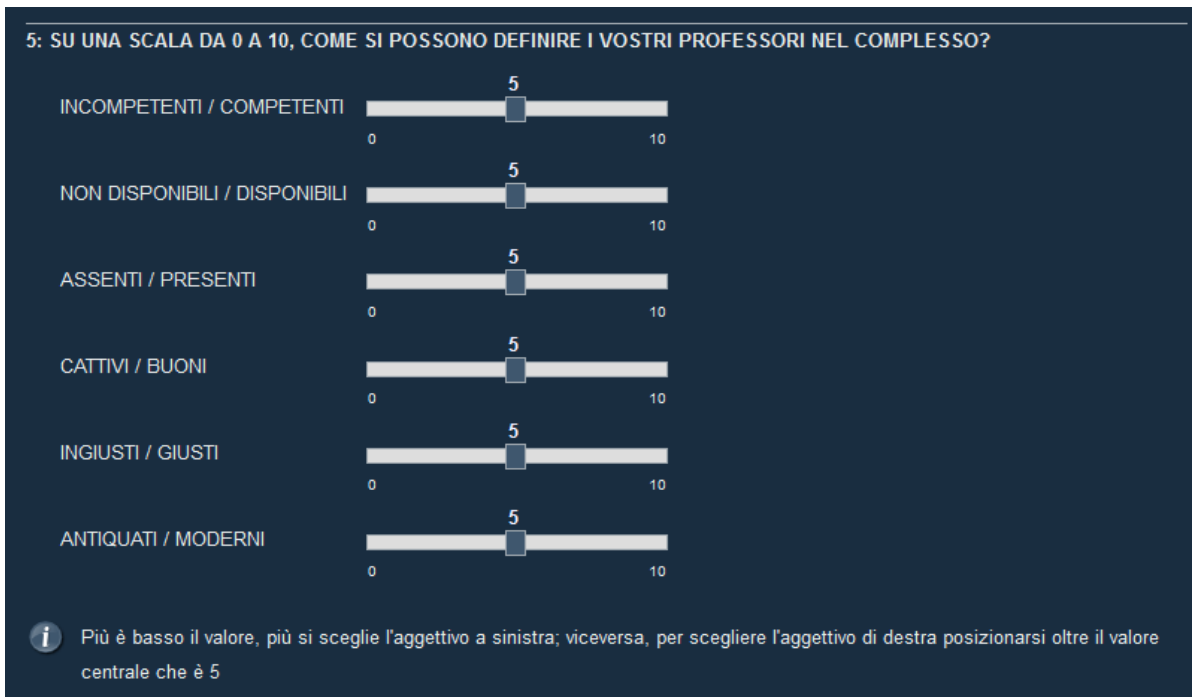 5: SU UNA SCALA DA 0 A 10, COME SI POSSONO DEFINIRE I VOSTRI PROFESSORI NEL COMPLESSO?
5
INCOMPETENTI / COMPETENTI
0 10
5
NON DISPONIBILI / DISPONIBILI
0 10
5
ASSENTI / PRESENTI
0 10
5
CATTIVI / BUONI
0 10
5
INGIUSTI / GIUSTI
0 10
5
ANTIQUATI / MODERNI
0 10
i Più è basso il valore, più si sceglie l'aggettivo a sinistra; viceversa, per scegliere l'aggettivo di destra posizionarsi oltre il valore
centrale che è 5